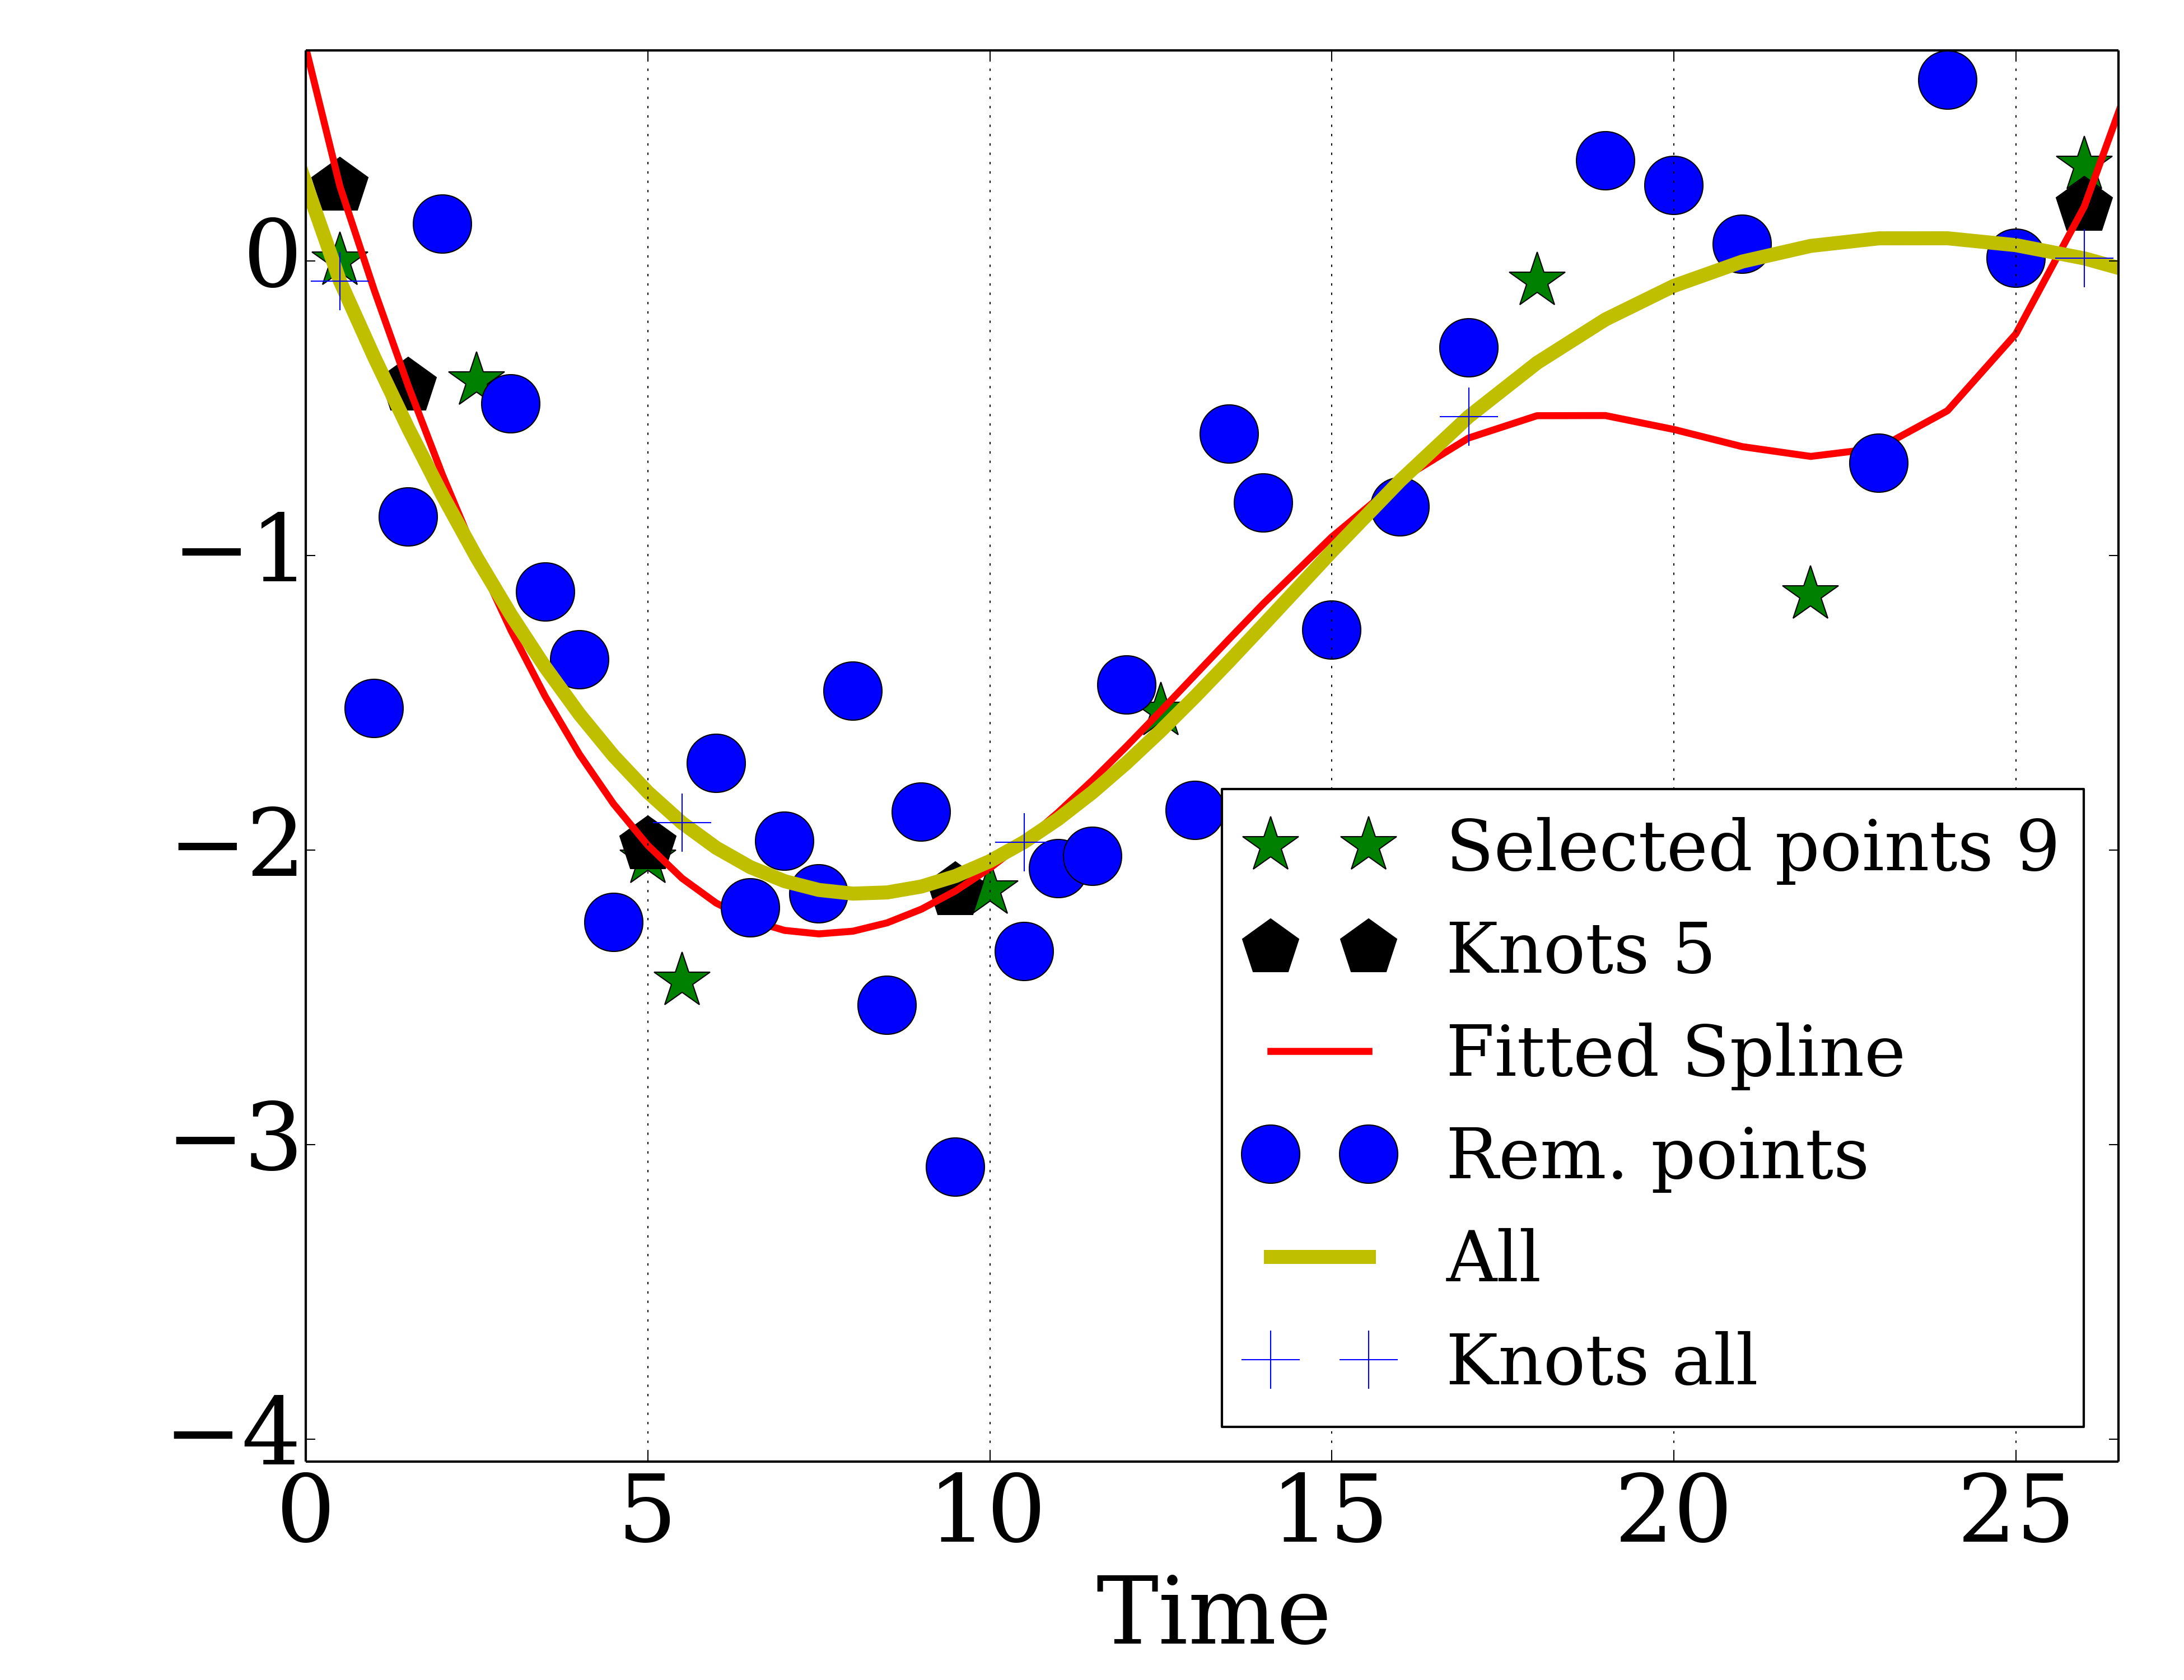 0
−1
−2
−3
−4
0 5 10 15 20 25
Time
Selected points 9
Knots 5
Fitted Spline
Rem. points
All
Knots all